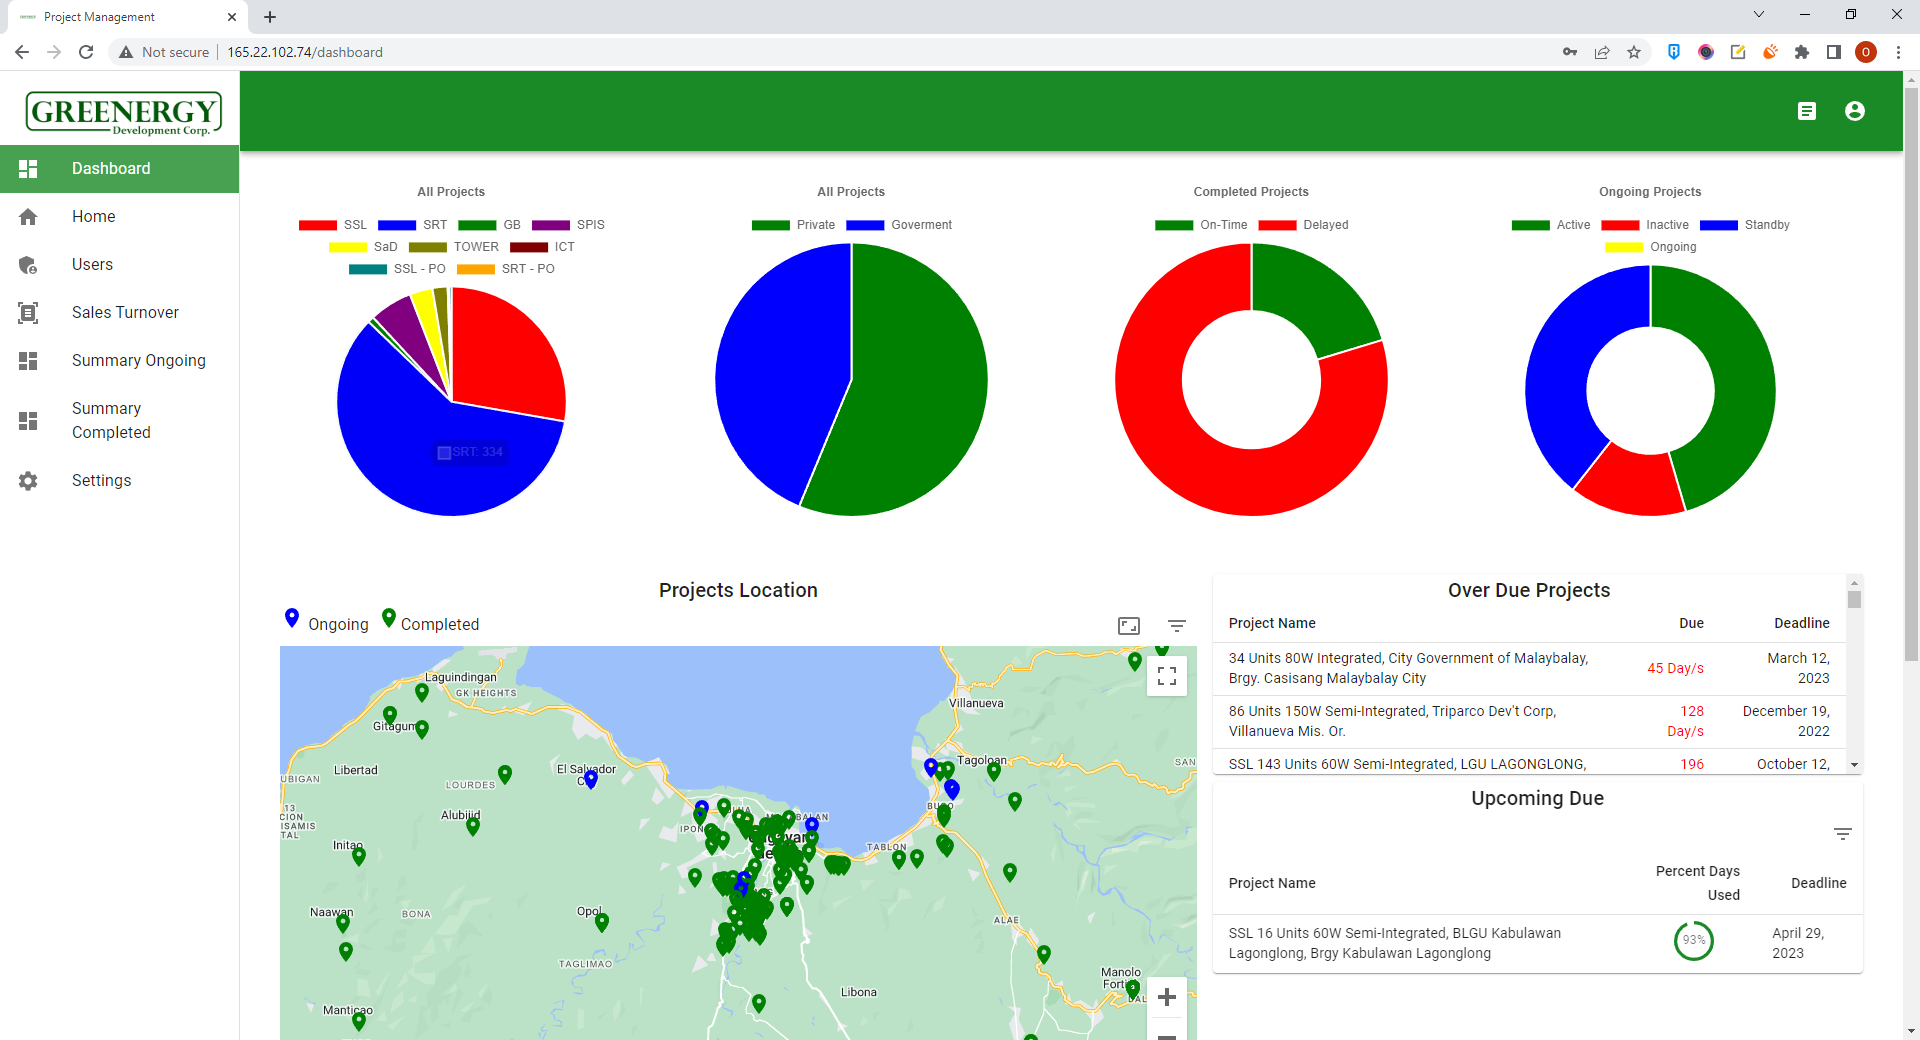 Project Management
Not secure
165.22.102.74/dashboard
O
GREENERGY
Development Corp.
Dashboard
Home
Users
Sales Turnover
Summary Ongoing
Summary
Completed
Settings
All Projects
SSL SRT GB SPIS
SaD TOWER ICT
SSL - PO SRT - PO
SRT: 334
All Projects
Private Goverment
Completed Projects
On-Time Delayed
Ongoing Projects
Active Inactive Standby
Ongoing
Projects Location
Ongoing Completed
Laguindingan
GK HEIGHTS
Gitagum
Libertad
UBIGAN
LOURDES
El Salvador
13
CION
ISAMIS
TAL
Alubijid
Initao
Naawan
BONA
Opol
TAGLIMAO
Manticao
IPON
BALAN
TABLON
Villanueva
Tagoloan
SAN
BUGO
ALAE
Libona
Manolo
Fortic
DAL
Over Due Projects
Project Name Due Deadline
34 Units 80W Integrated, City Government of Malaybalay,
Brgy. Casisang Malaybalay City
45 Day/s
March 12,
2023
86 Units 150W Semi-Integrated, Triparco Dev't Corp,
Villanueva Mis. Or.
128
Day/s
December 19,
2022
SSL 143 Units 60W Semi-Integrated, LGU LAGONGLONG,
196
October 12,
Upcoming Due
Project Name
Percent Days
Used
Deadline
SSL 16 Units 60W Semi-Integrated, BLGU Kabulawan
Lagonglong, Brgy Kabulawan Lagonglong
93%
April 29,
2023